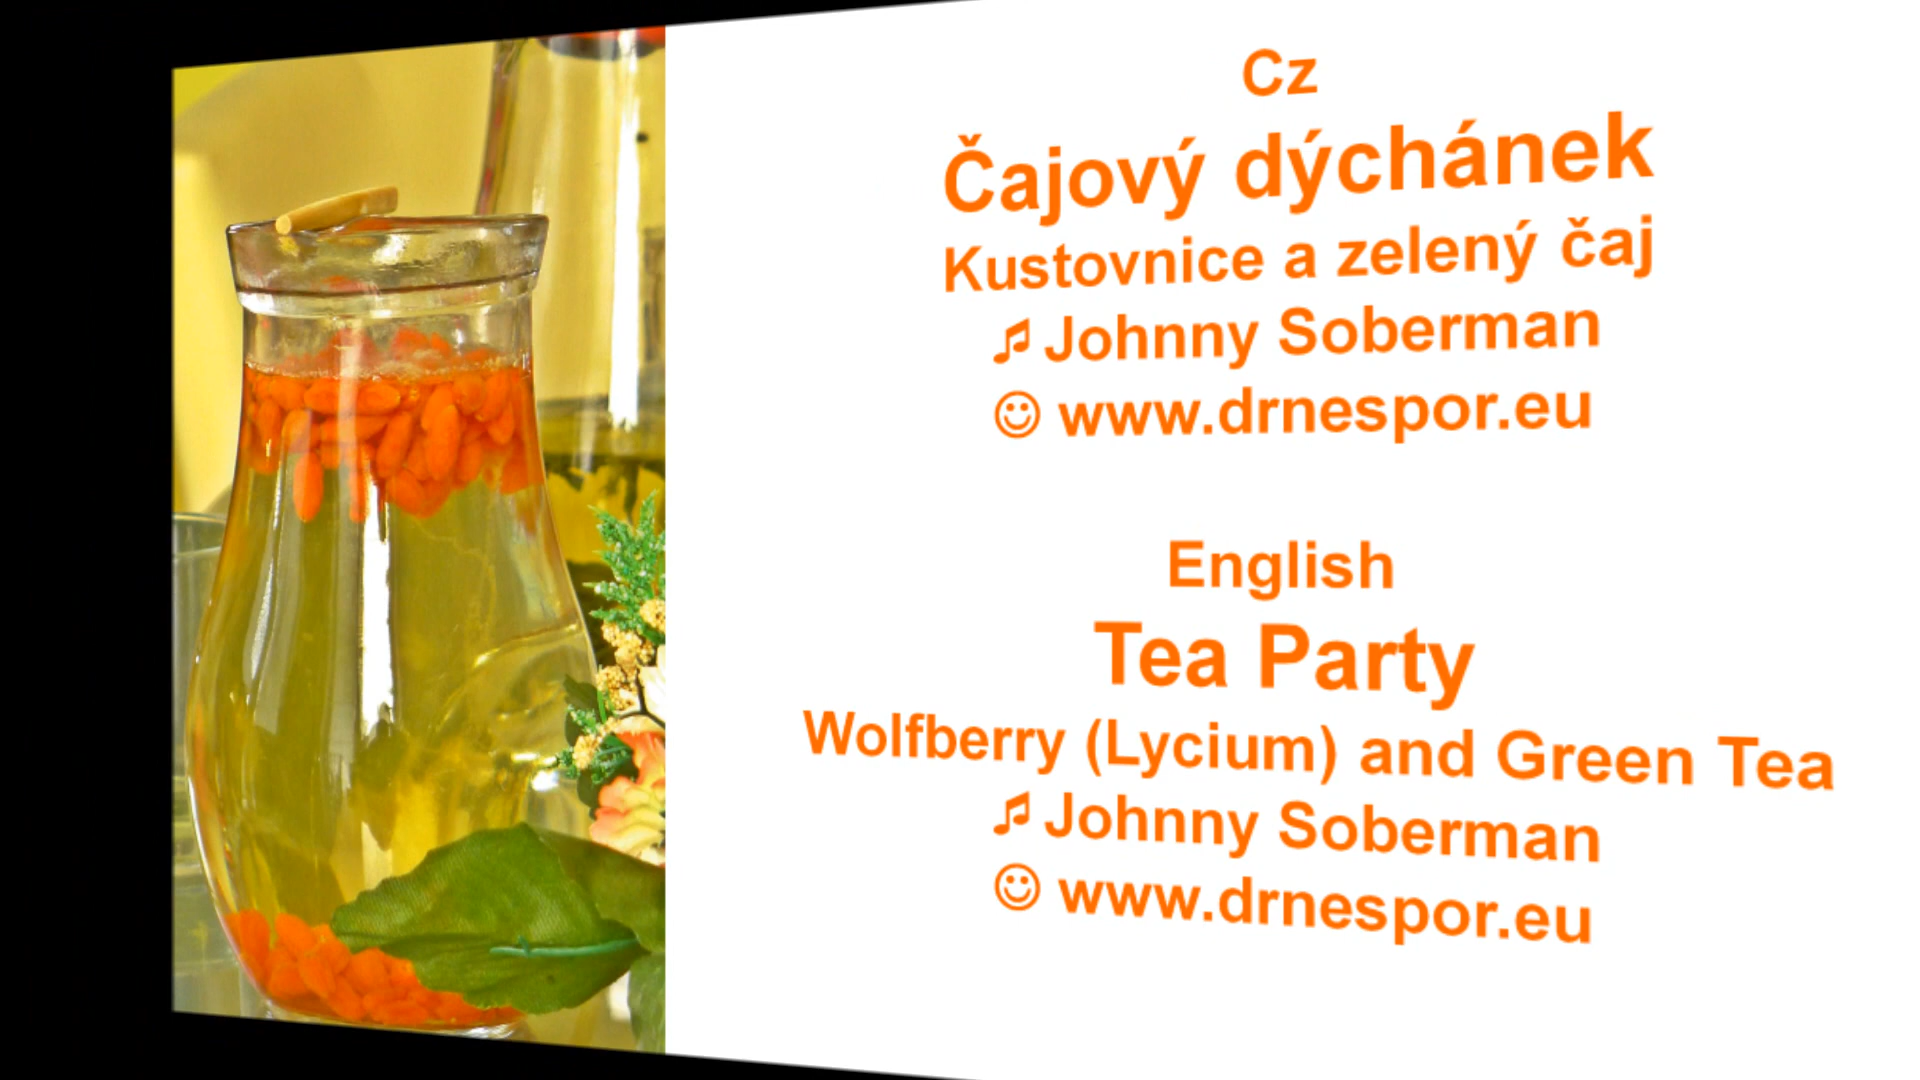 Cz
Čajový dýchánek
Kustovnice a zelený čaj
♫ Johnny Soberman
☺ www.drnespor.eu
English
Tea Party
Wolfberry (Lycium) and Green Tea
♫ Johnny Soberman
☺ www.drnespor.eu